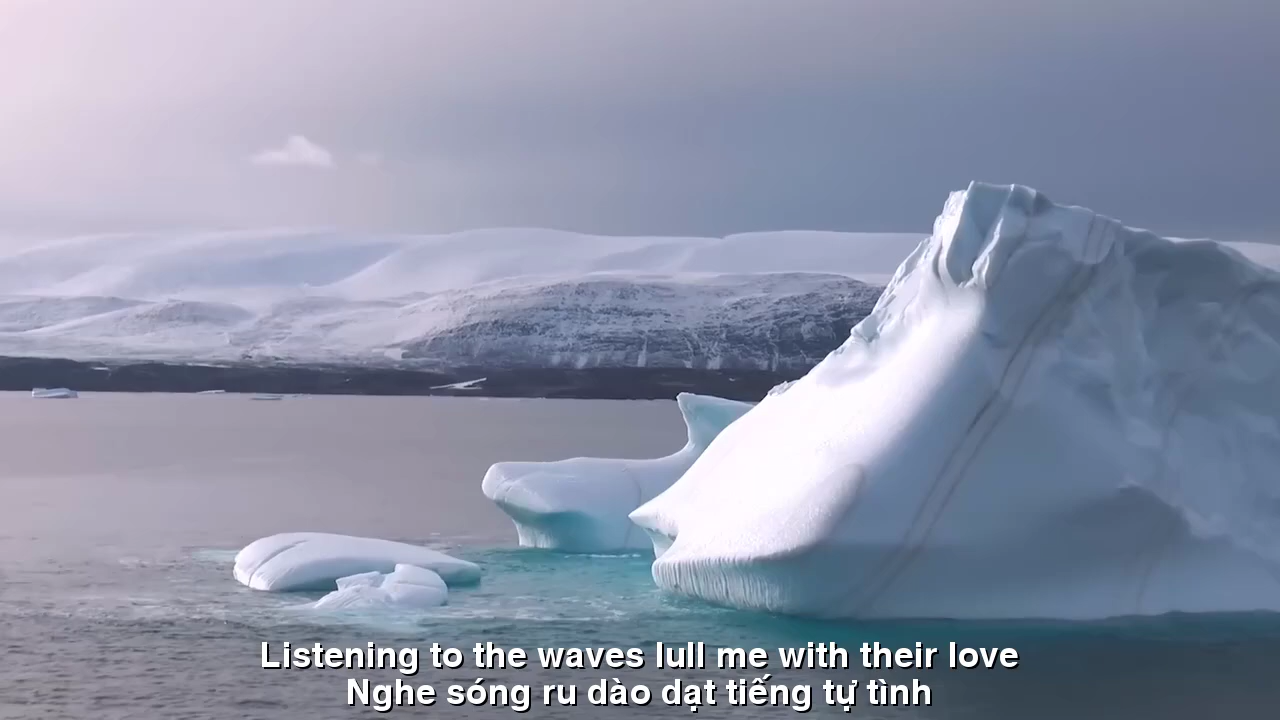 Listening to the waves lull me with their love
Nghe sóng ru dào dạt tiếng tự tình